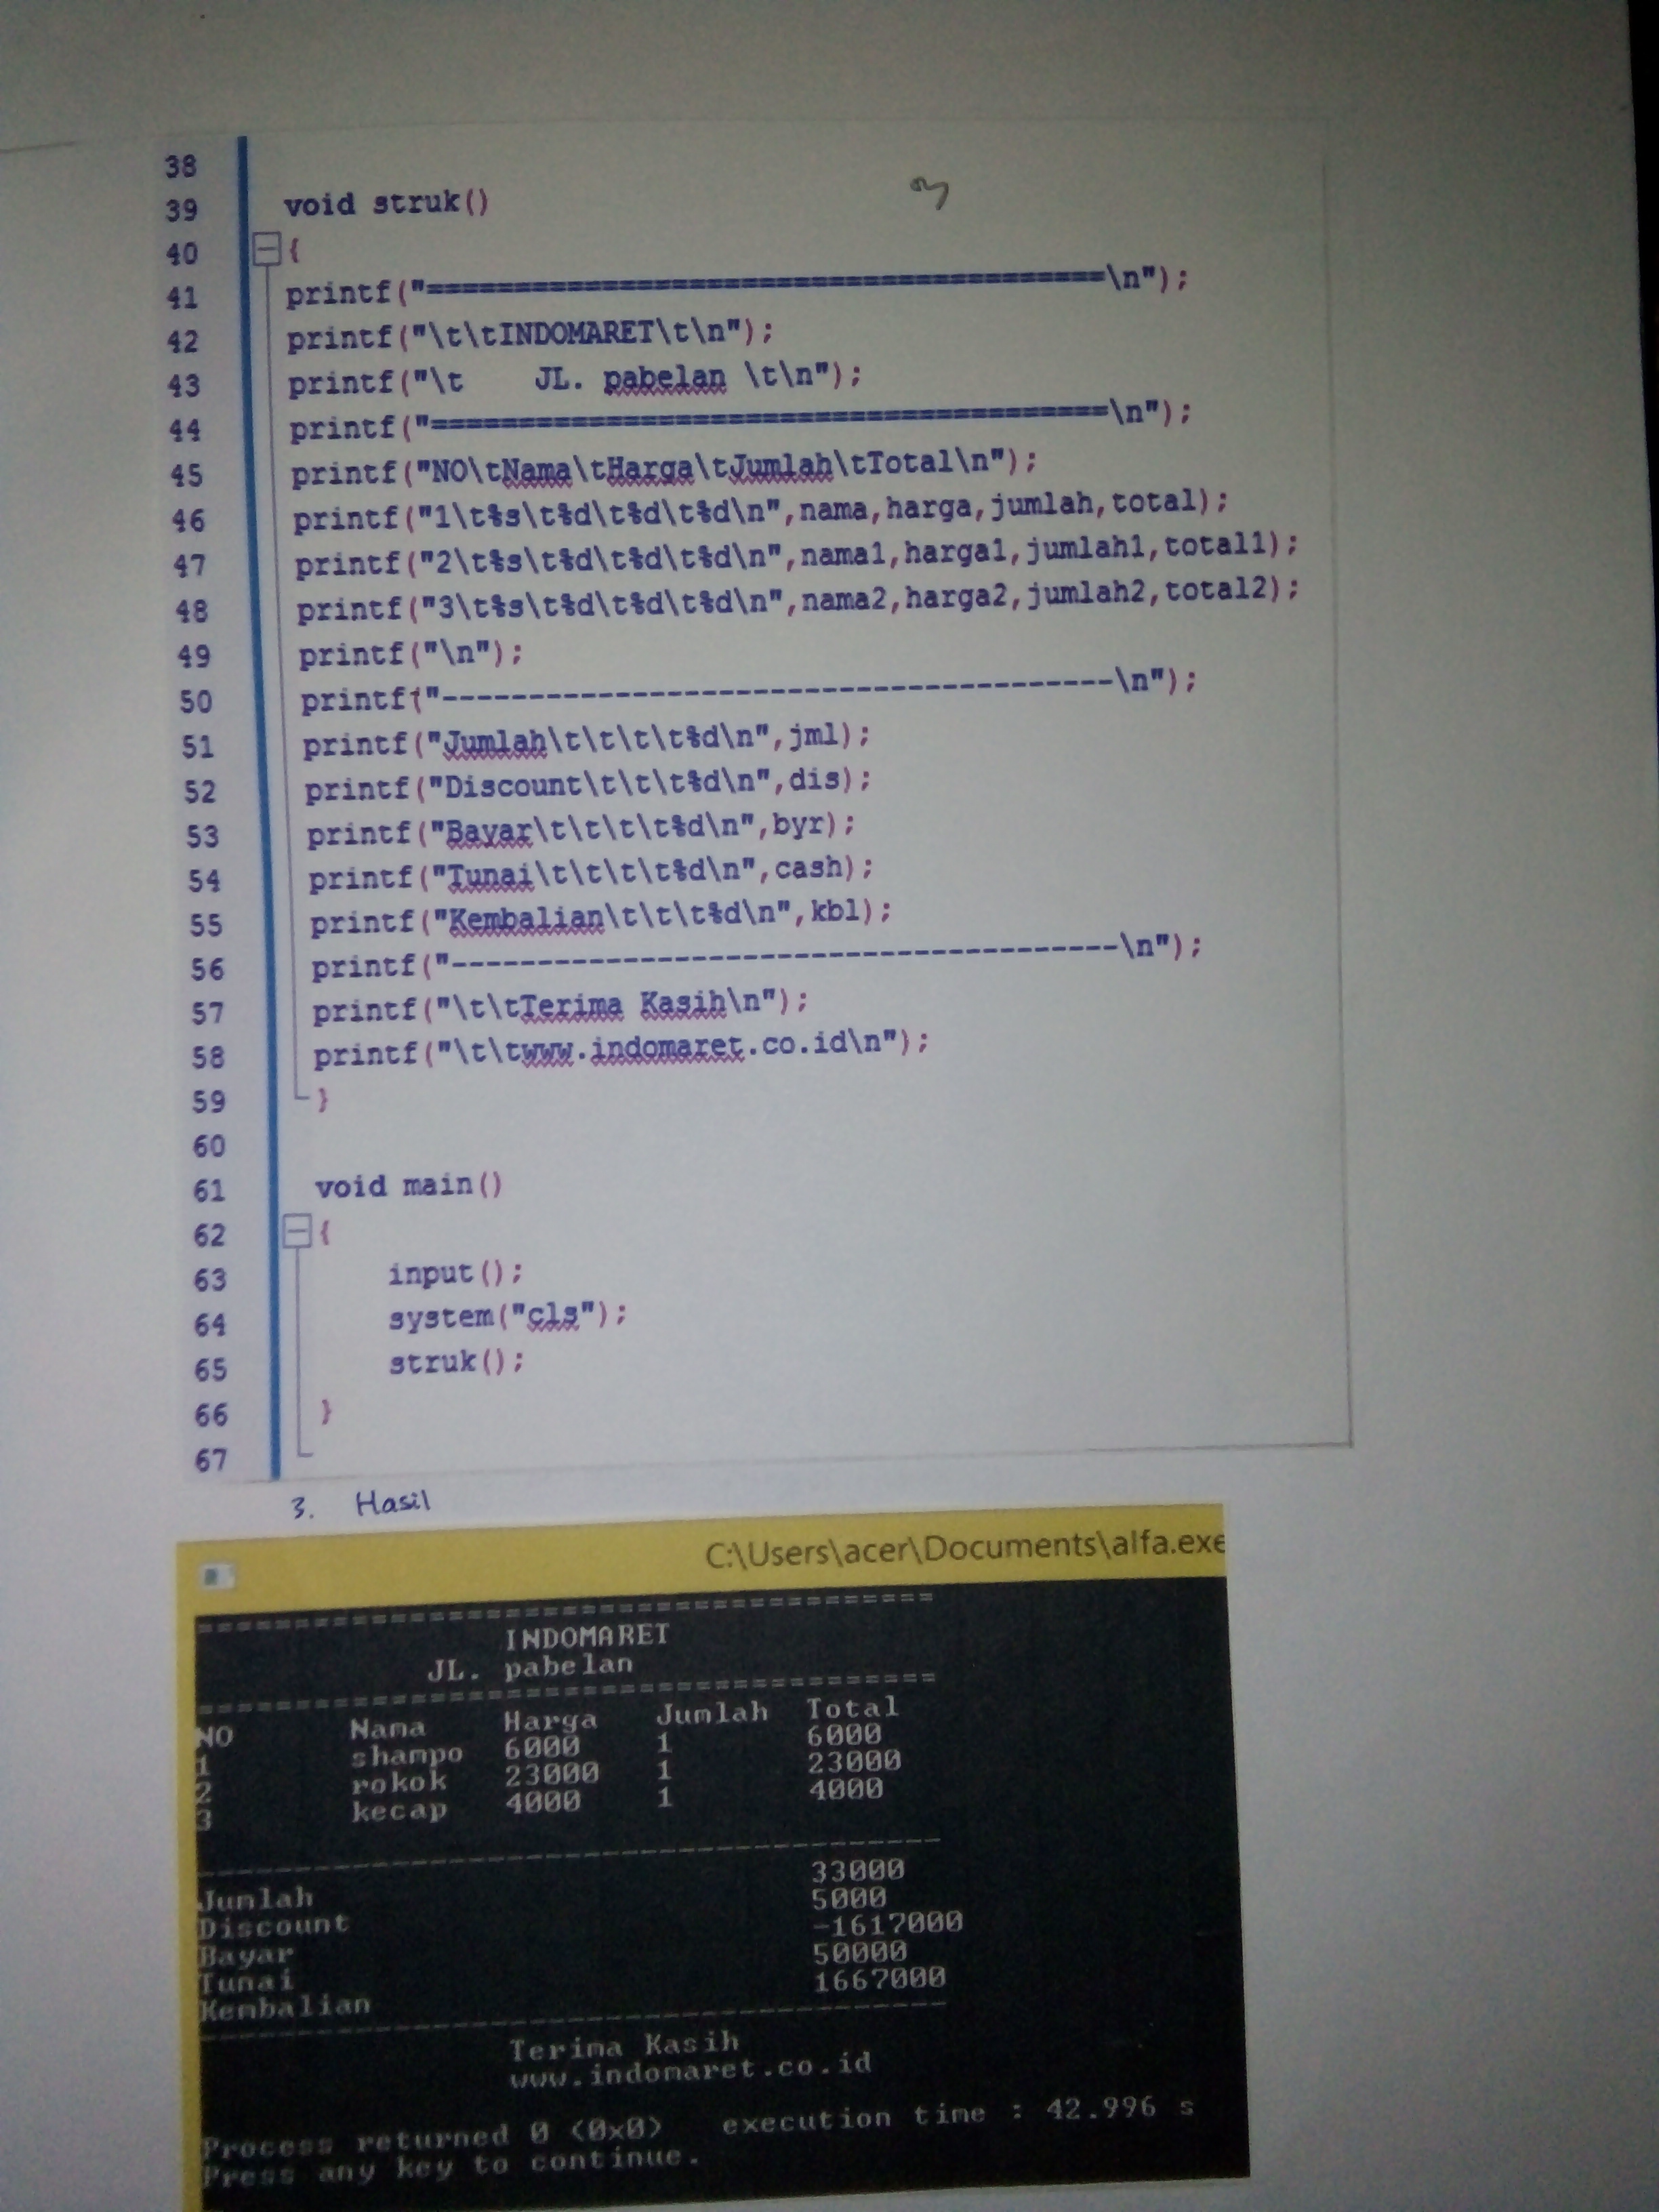 3
38
39 void struk()
40 {
41 printf("=======================================\n");
42 printf("\t\tINDOMARET\t\n");
43 printf("\t    JL. pabelan \t\n");
44 printf("=======================================\n");
45 printf("NO\tNama\tHarga\tJumlah\tTotal\n");
46 printf("1\t%s\t%d\t%d\t%d\n",nama,harga,jumlah,total);
47 printf("2\t%s\t%d\t%d\t%d\n",nama1,harga1,jumlah1,total1);
48 printf("3\t%s\t%d\t%d\t%d\n",nama2,harga2,jumlah2,total2);
49 printf("\n");
50 printf("---------------------------------------\n");
51 printf("Jumlah\t\t\t\t%d\n",jml);
52 printf("Discount\t\t\t%d\n",dis);
53 printf("Bayar\t\t\t\t%d\n",byr);
54 printf("Tunai\t\t\t\t%d\n",cash);
55 printf("Kembalian\t\t\t%d\n",kbl);
56 printf("---------------------------------------\n");
57 printf("\t\tTerima Kasih\n");
58 printf("\t\twww.indomaret.co.id\n");
59 }
60
61 void main()
62 {
63     input();
64     system("cls");
65     struk();
66 }
67
3. Hasil
C:\Users\acer\Documents\alfa.exe
=======================================
INDOMARET
JL. pabelan
=======================================
NO Nama Harga Jumlah Total
1 shampo 6000 1 6000
2 rokok 23000 1 23000
3 kecap 4000 1 4000
---------------------------------------
Jumlah 33000
Discount 5000
Bayar -1617000
Tunai 50000
Kembalian 1667000
---------------------------------------
Terima Kasih
www.indomaret.co.id
Process returned 0 (0x0)   execution time : 42.996 s
Press any key to continue.